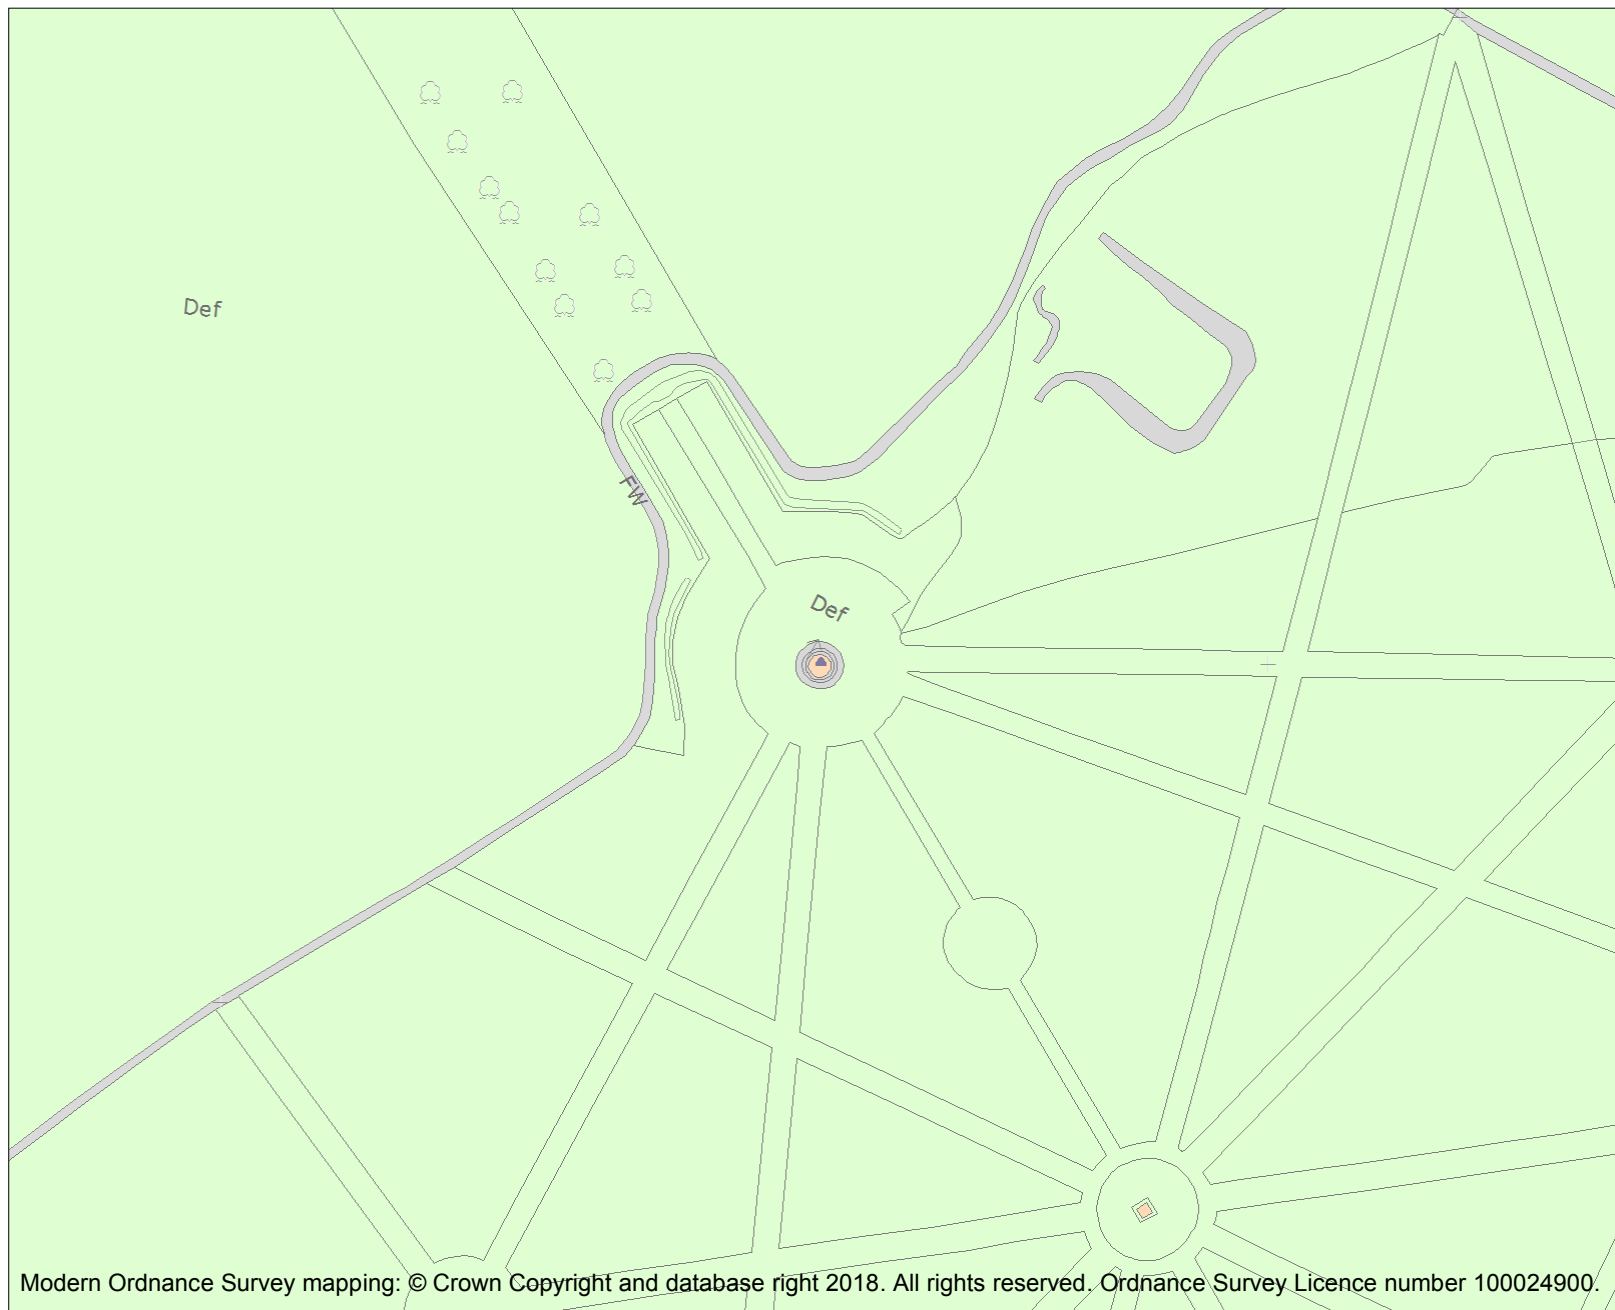 Def
FW
Def
Modern Ordnance Survey mapping: © Crown Copyright and database right 2018. All rights reserved. Ordnance Survey Licence number 100024900.